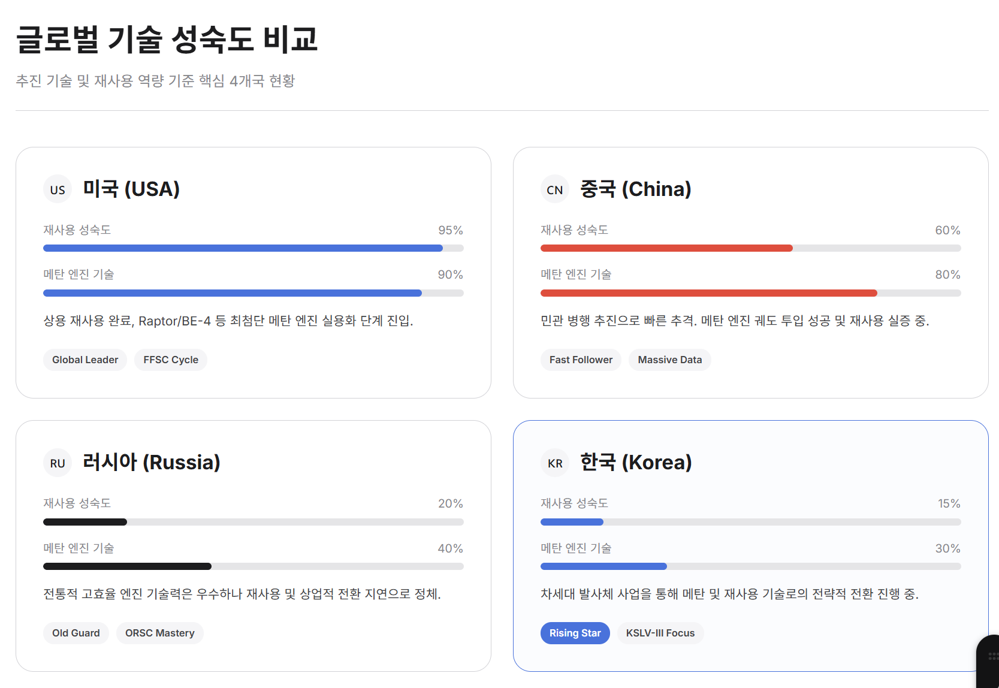 글로벌 기술 성숙도 비교
추진 기술 및 재사용 역량 기준 핵심 4개국 현황
US 미국 (USA)
재사용 성숙도 95%
메탄 엔진 기술 90%
상용 재사용 완료, Raptor/BE-4 등 최첨단 메탄 엔진 실용화 단계 진입.
Global Leader FFSC Cycle
CN 중국 (China)
재사용 성숙도 60%
메탄 엔진 기술 80%
민관 병행 추진으로 빠른 추격. 메탄 엔진 궤도 투입 성공 및 재사용 실증 중.
Fast Follower Massive Data
RU 러시아 (Russia)
재사용 성숙도 20%
메탄 엔진 기술 40%
전통적 고효율 엔진 기술력은 우수하나 재사용 및 상업적 전환 지연으로 정체.
Old Guard ORSC Mastery
KR 한국 (Korea)
재사용 성숙도 15%
메탄 엔진 기술 30%
차세대 발사체 사업을 통해 메탄 및 재사용 기술로의 전략적 전환 진행 중.
Rising Star KSLV-III Focus